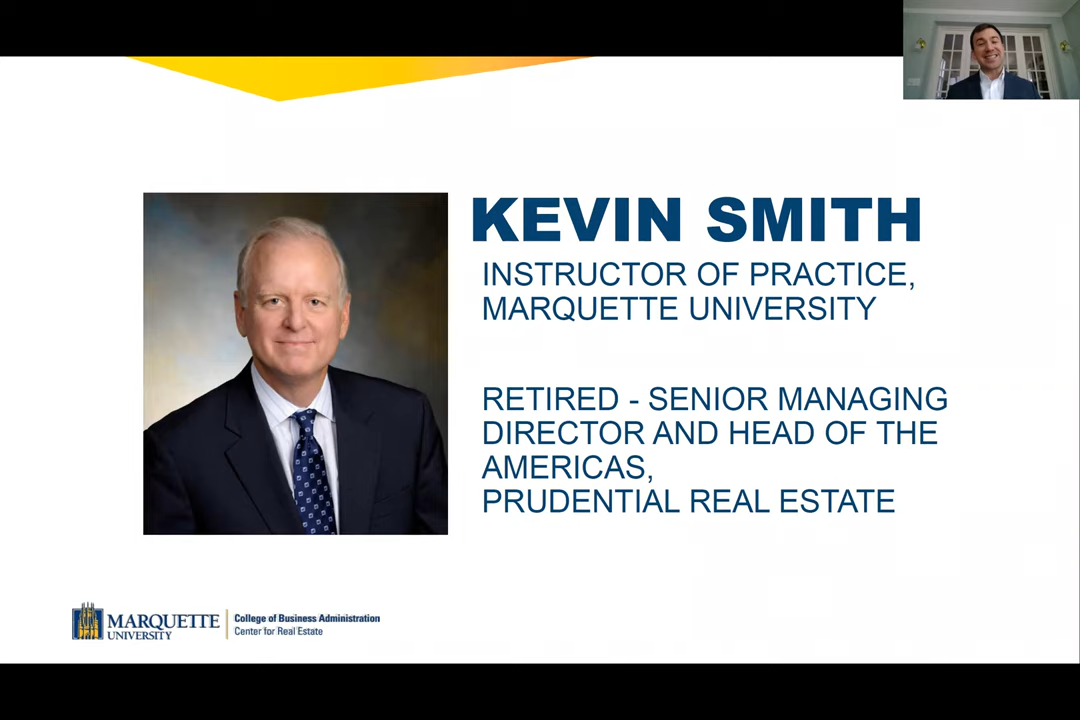 KEVIN SMITH
INSTRUCTOR OF PRACTICE,
MARQUETTE UNIVERSITY
RETIRED - SENIOR MANAGING
DIRECTOR AND HEAD OF THE
AMERICAS,
PRUDENTIAL REAL ESTATE
MARQUETTE
UNIVERSITY
College of Business Administration
Center for Real Estate